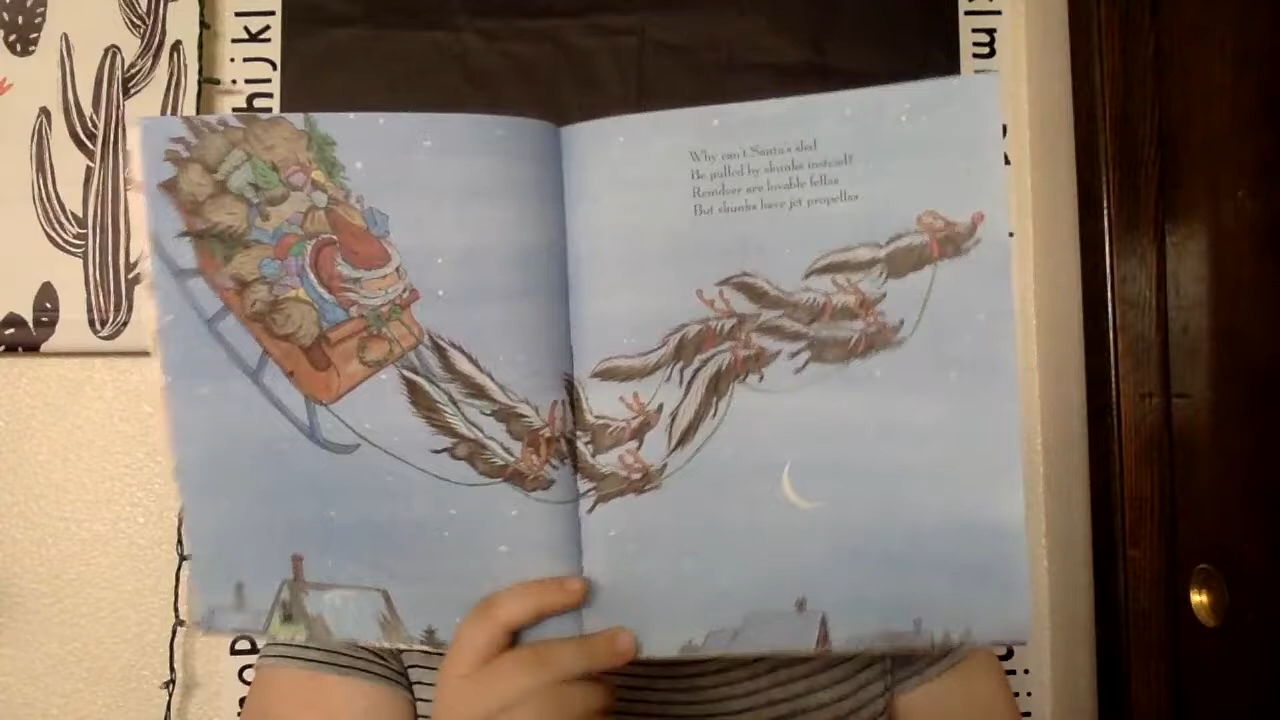 hijkl
klm
Why can't Santa's sled
Be pulled by skunks instead?
Reindeer are lovable fellas
But skunks have jet propellas
nop